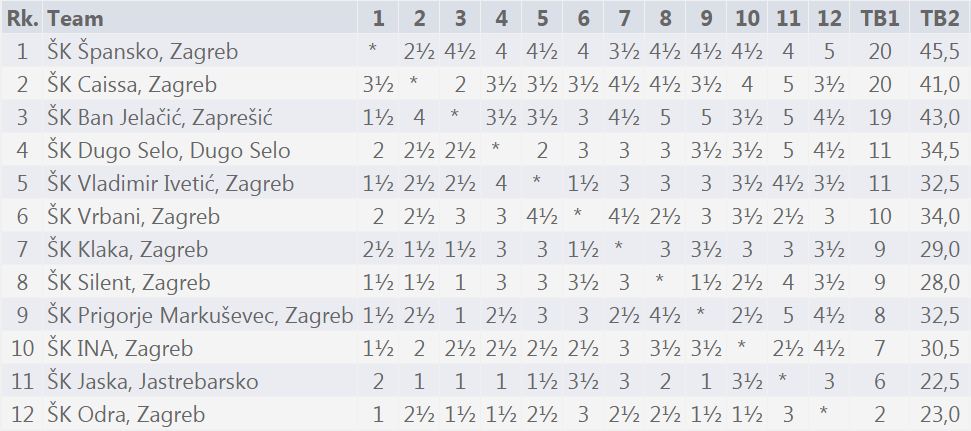 Rk. Team 1 2 3 4 5 6 7 8 9 10 11 12 TB1 TB2
1 ŠK Špansko, Zagreb * 2½ 4½ 4 4½ 4 3½ 4½ 4½ 4½ 4 5 20 45,5
2 ŠK Caissa, Zagreb 3½ * 2 3½ 3½ 3½ 4½ 4½ 3½ 4 5 3½ 20 41,0
3 ŠK Ban Jelačić, Zaprešić 1½ 4 * 3½ 3½ 3 4½ 5 5 3½ 5 4½ 19 43,0
4 ŠK Dugo Selo, Dugo Selo 2 2½ 2½ * 2 3 3 3 3½ 3½ 5 4½ 11 34,5
5 ŠK Vladimir Ivetić, Zagreb 1½ 2½ 2½ 4 * 1½ 3 3 3 3½ 4½ 3½ 11 32,5
6 ŠK Vrbani, Zagreb 2 2½ 3 3 4½ * 4½ 2½ 3 3½ 2½ 3 10 34,0
7 ŠK Klaka, Zagreb 2½ 1½ 1½ 3 3 1½ * 3 3½ 3 3 3½ 9 29,0
8 ŠK Silent, Zagreb 1½ 1½ 1 3 3 3½ 3 * 1½ 2½ 4 3½ 9 28,0
9 ŠK Prigorje Markuševec, Zagreb 1½ 2½ 1 2½ 3 3 2½ 4½ * 2½ 5 4½ 8 32,5
10 ŠK INA, Zagreb 1½ 2 2½ 2½ 2½ 2½ 3 3½ 3½ * 2½ 4½ 7 30,5
11 ŠK Jaska, Jastrebarsko 2 1 1 1 1½ 3½ 3 2 1 3½ * 3 6 22,5
12 ŠK Odra, Zagreb 1 2½ 1½ 1½ 2½ 3 2½ 2½ 1½ 1½ 3 * 2 23,0